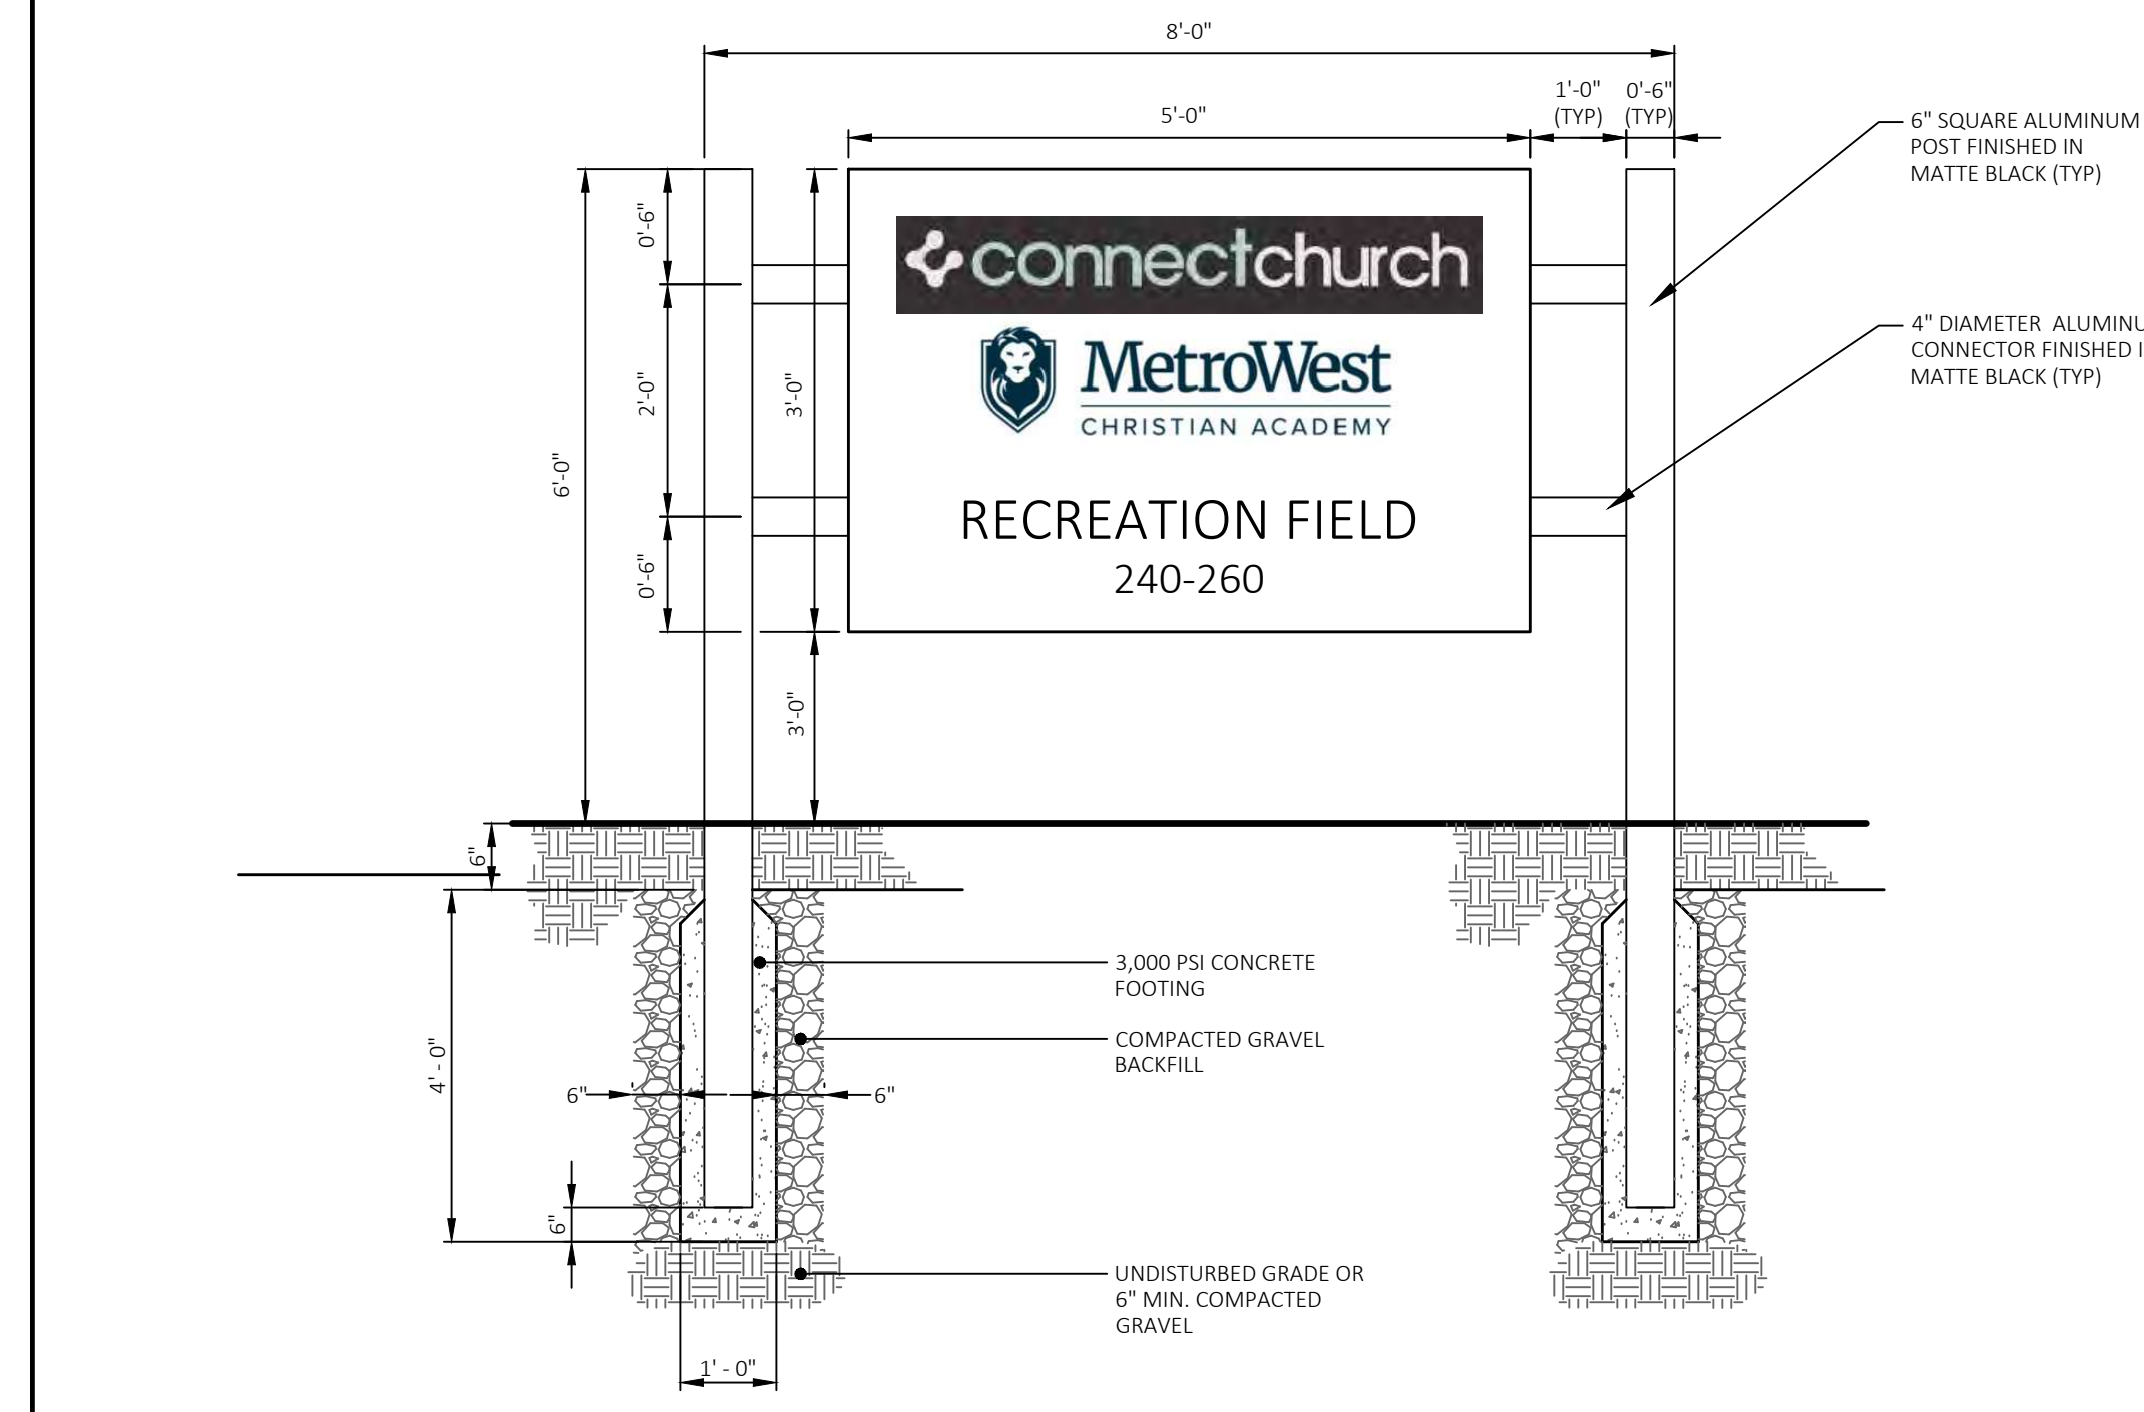 8'-0"
5'-0"
1'-0"
(TYP)
0'-6"
(TYP)
6" SQUARE ALUMINUM
POST FINISHED IN
MATTE BLACK (TYP)
0'-6"
connectchurch
4" DIAMETER
CONNECTOR FINISHED
MATTE BLACK (TYP)
MetroWest
CHRISTIAN ACADEMY
2'-0"
3'-0"
6'-0"
RECREATION FIELD
240-260
0'-6"
3'-0"
6"
3,000 PSI CONCRETE
FOOTING
COMPACTED GRAVEL
BACKFILL
4' - 0"
6"
6"
6"
UNDISTURBED GRADE OR
6" MIN. COMPACTED
GRAVEL
1' - 0"